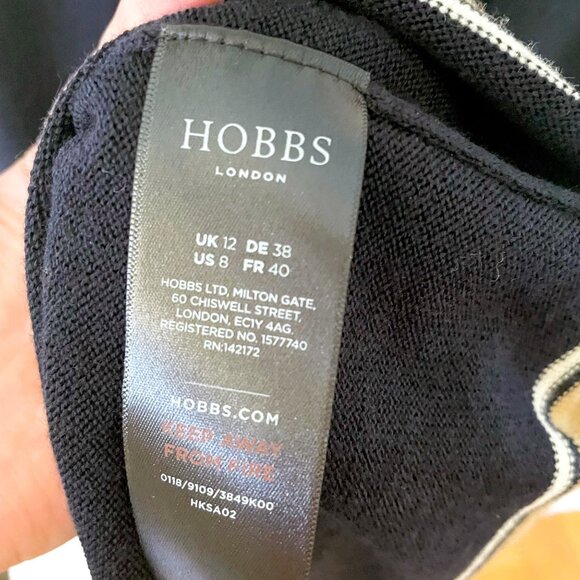 HOBBS
LONDON
UK 12 DE 38
US 8 FR 40
HOBBS LTD, MILTON GATE,
60 CHISWELL STREET,
LONDON, EC1Y 4AG.
REGISTERED NO. 1577740
RN:142172
HOBBS.COM
KEEP AWAY
FROM FIRE
0118/9109/3849K00
HKSA02